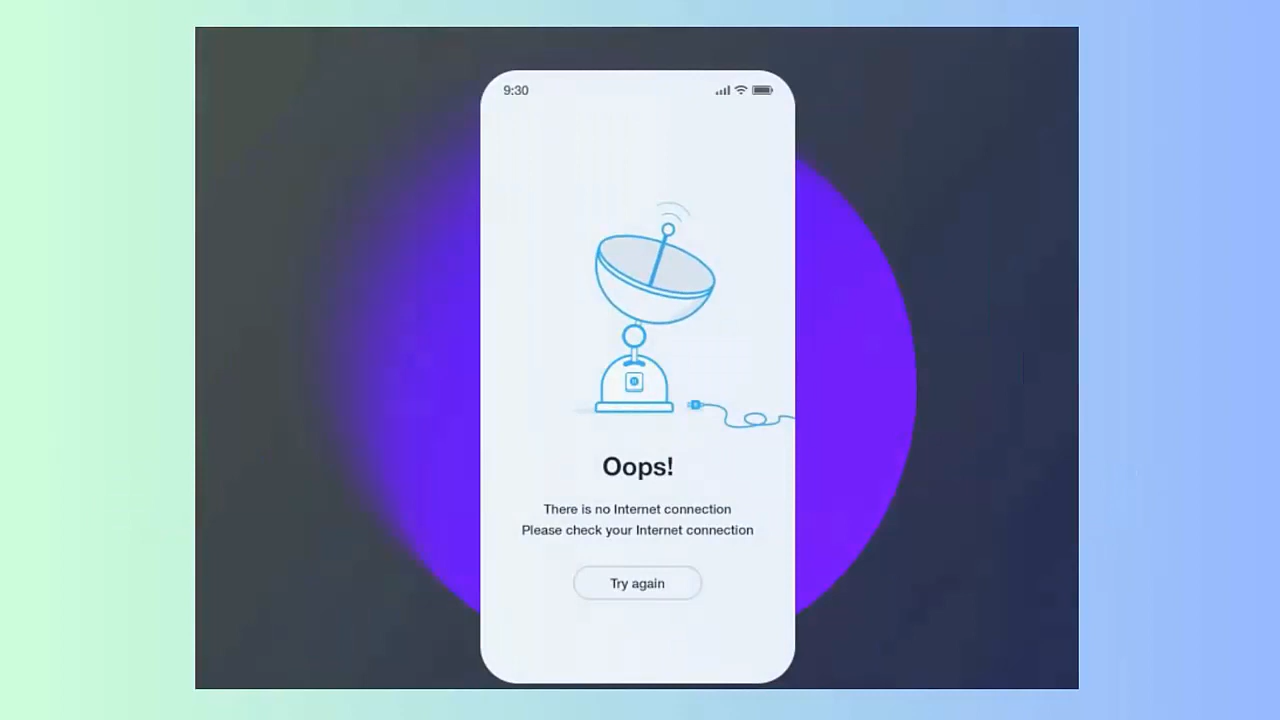 9:30
Oops!
There is no Internet connection
Please check your Internet connection
Try again